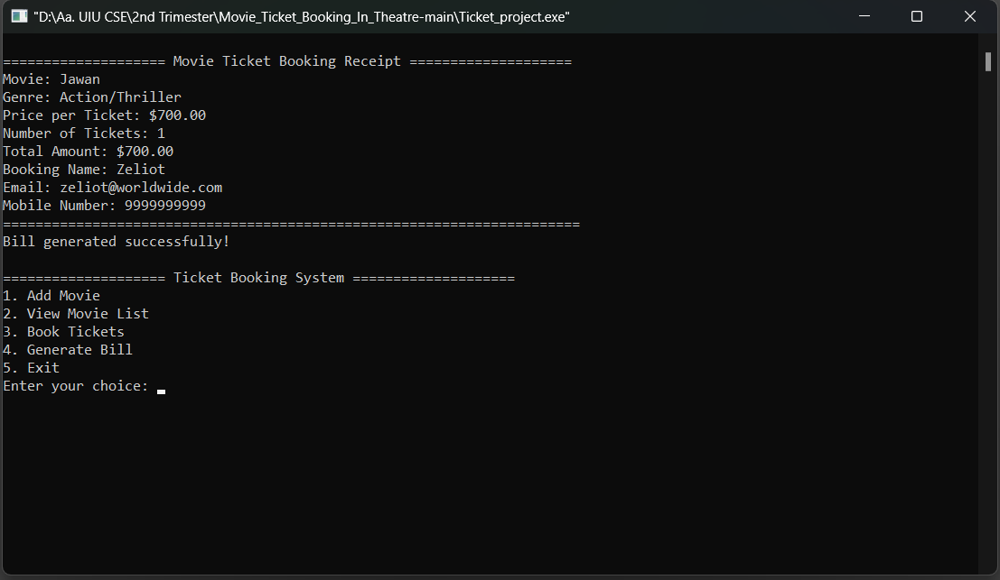 "D:\Aa. UIU CSE\2nd Trimester\Movie_Ticket_Booking_In_Theatre-main\Ticket_project.exe"
==================== Movie Ticket Booking Receipt ====================
Movie: Jawan
Genre: Action/Thriller
Price per Ticket: $700.00
Number of Tickets: 1
Total Amount: $700.00
Booking Name: Zeliot
Email: zeliot@worldwide.com
Mobile Number: 9999999999
=======================================================================
Bill generated successfully!
==================== Ticket Booking System ====================
1. Add Movie
2. View Movie List
3. Book Tickets
4. Generate Bill
5. Exit
Enter your choice: